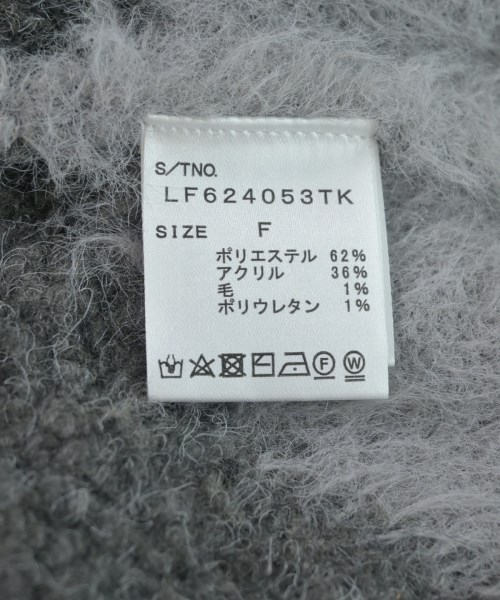 S/TNO.
LF624053TK
SIZE F
ポリエステル 62%
アクリル 36%
毛 1%
ポリウレタン 1%
F W